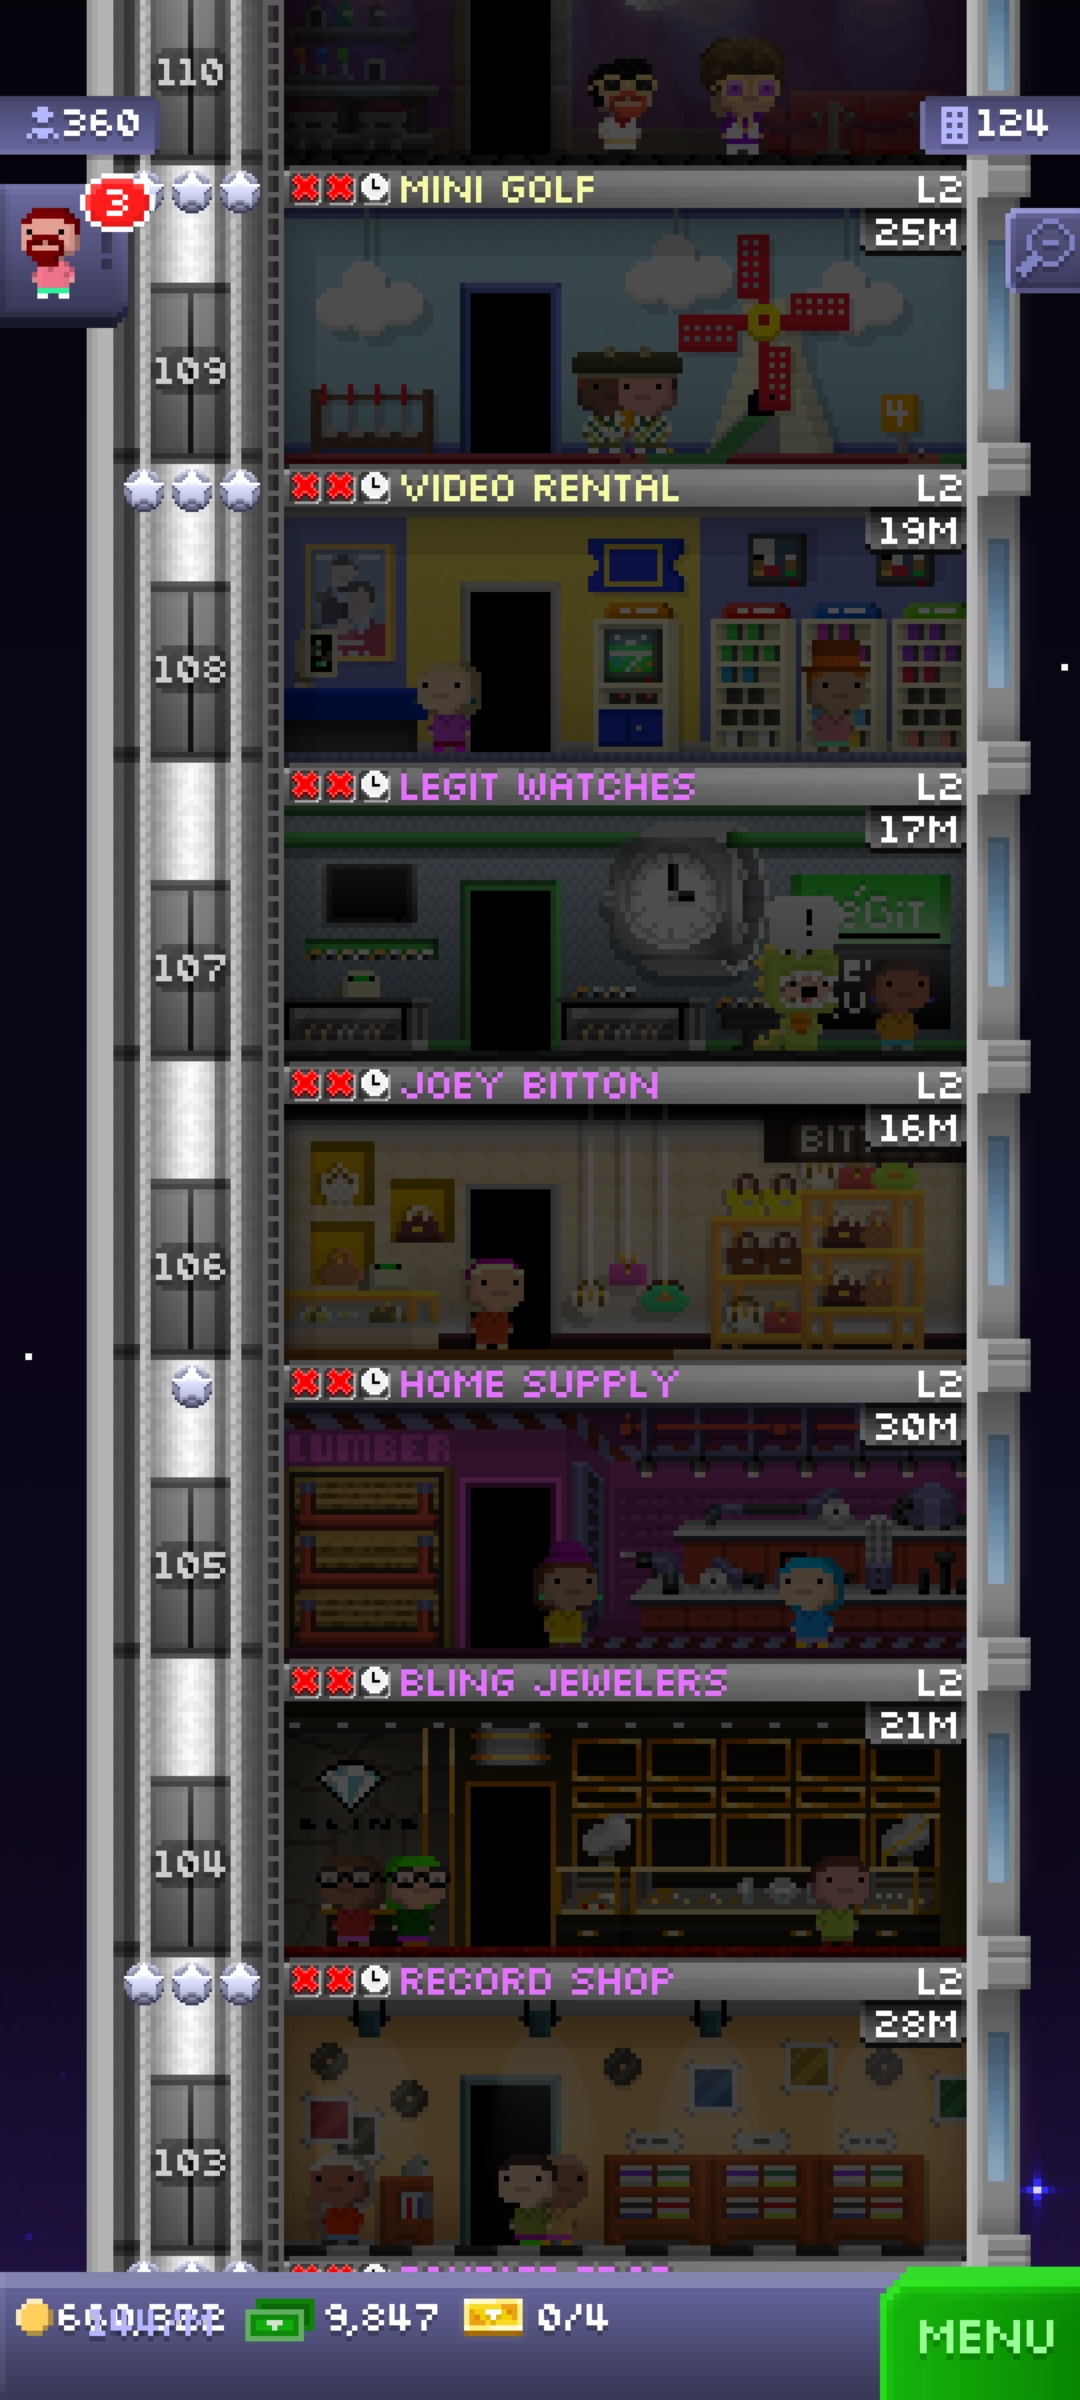 110
360
124
3
MINI GOLF L2
25M
109
4
VIDEO RENTAL L2
19M
108
LEGIT WATCHES L2
17M
!
107
JOEY BITTON L2
16M
106
HOME SUPPLY L2
30M
LUMBER
105
BLING JEWELERS L2
21M
BLING
104
RECORD SHOP L2
28M
103
9,847 0/4
MENU